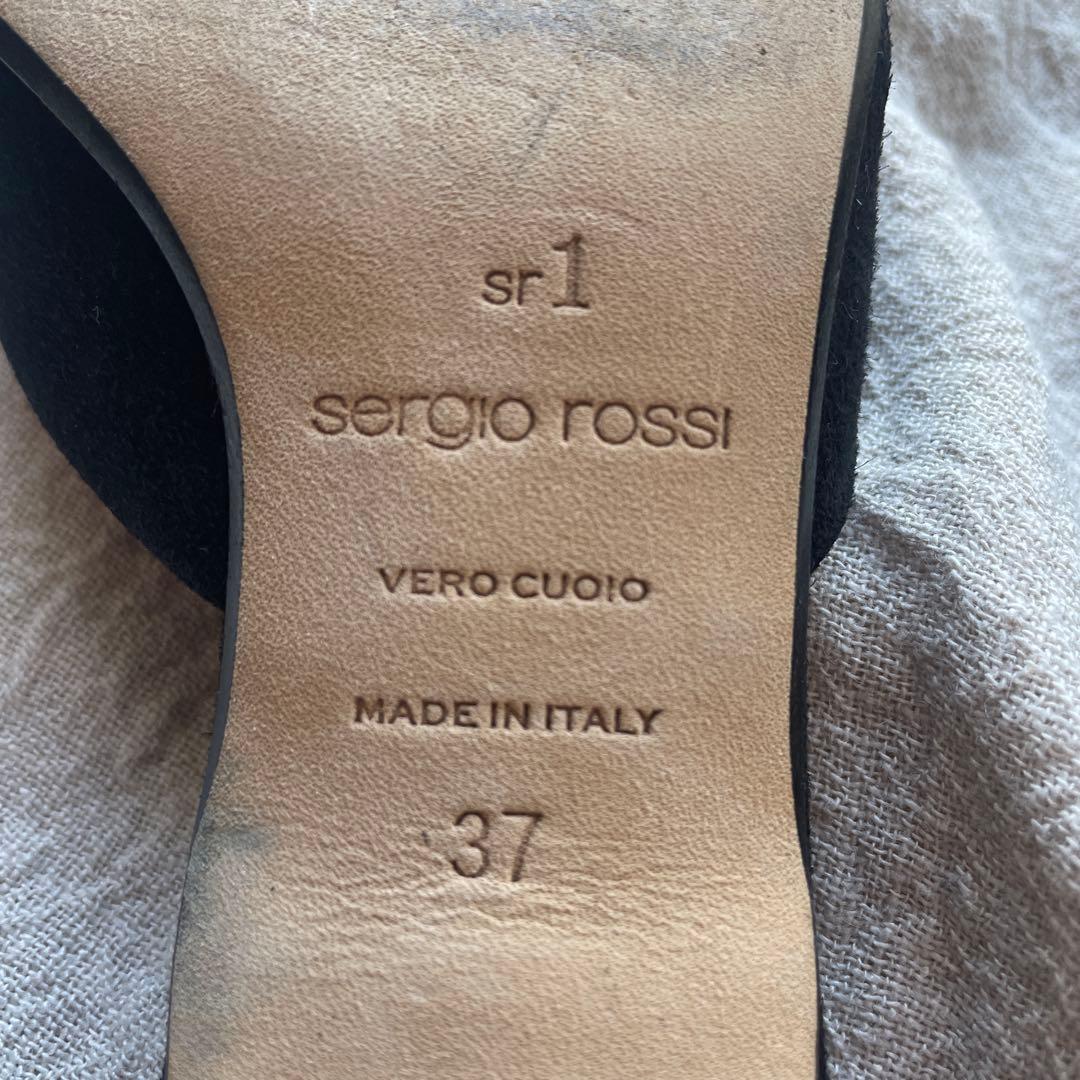 sr1
sergio rossi
VERO CUOIO
MADE IN ITALY
37